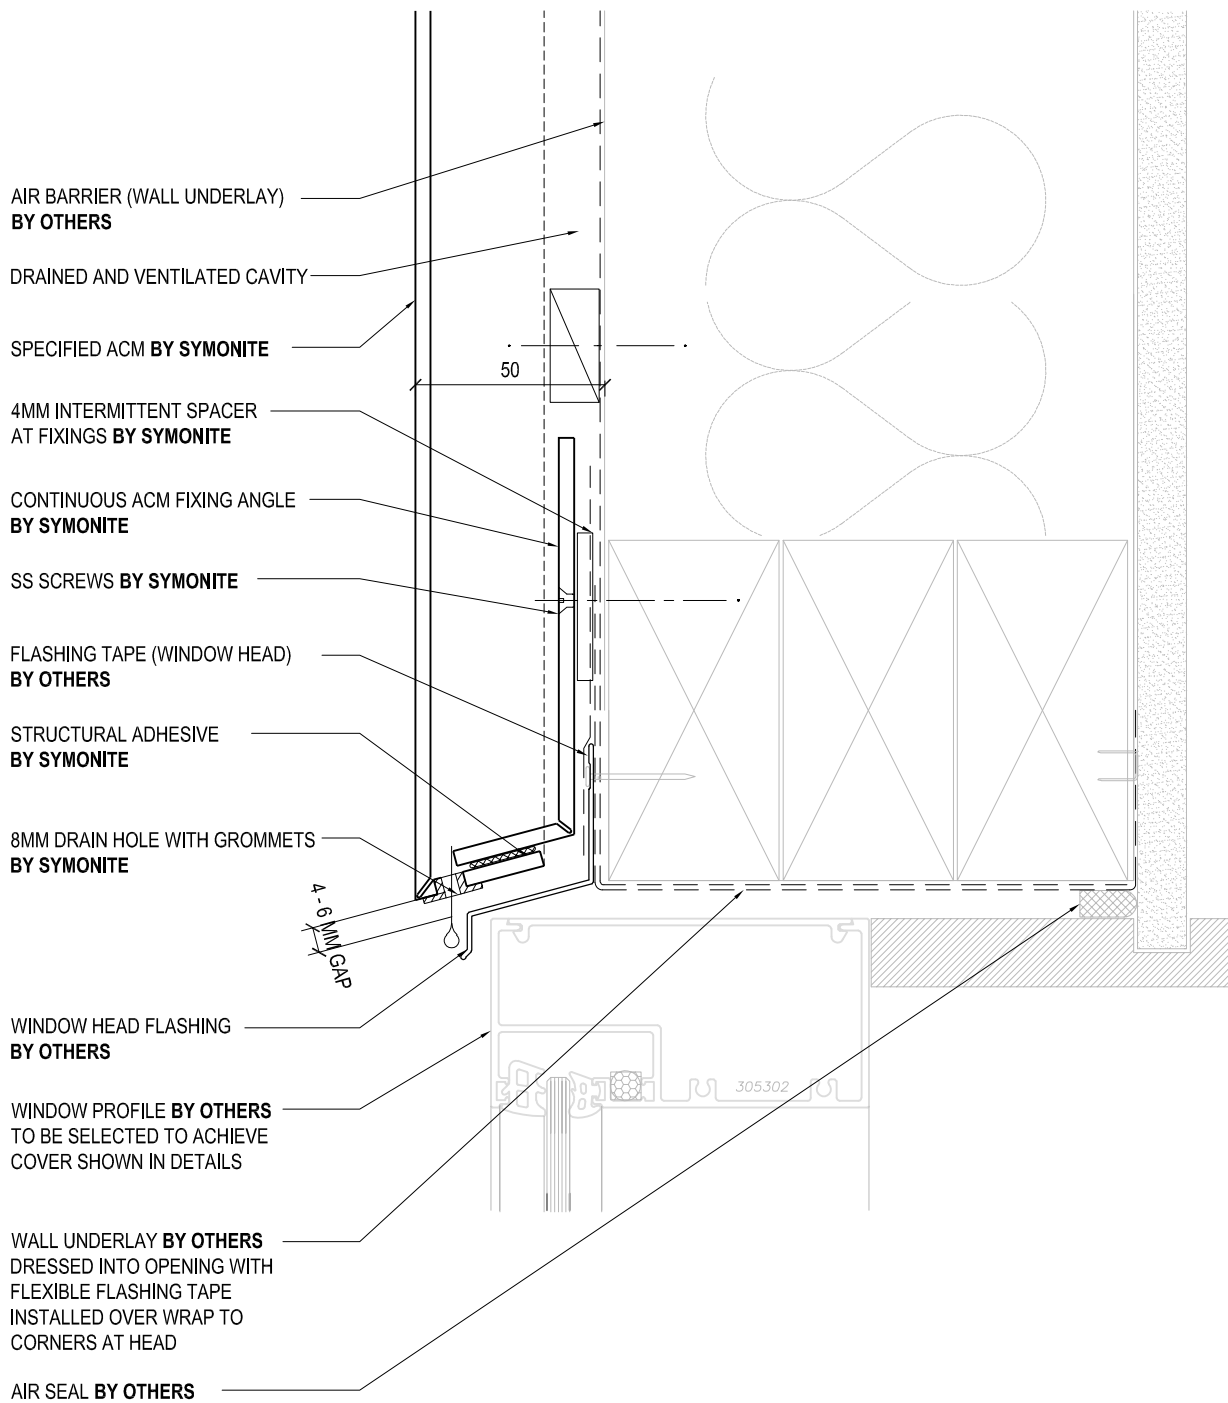 AIR BARRIER (WALL UNDERLAY)
BY OTHERS
DRAINED AND VENTILATED CAVITY
SPECIFIED ACM BY SYMONITE
50
4MM INTERMITTENT SPACER
AT FIXINGS BY SYMONITE
CONTINUOUS ACM FIXING ANGLE
BY SYMONITE
SS SCREWS BY SYMONITE
FLASHING TAPE (WINDOW HEAD)
BY OTHERS
STRUCTURAL ADHESIVE
BY SYMONITE
8MM DRAIN HOLE WITH GROMMETS
BY SYMONITE
4 - 6 MM GAP
WINDOW HEAD FLASHING
BY OTHERS
305302
WINDOW PROFILE BY OTHERS
TO BE SELECTED TO ACHIEVE
COVER SHOWN IN DETAILS
WALL UNDERLAY BY OTHERS
DRESSED INTO OPENING WITH
FLEXIBLE FLASHING TAPE
INSTALLED OVER WRAP TO
CORNERS AT HEAD
AIR SEAL BY OTHERS